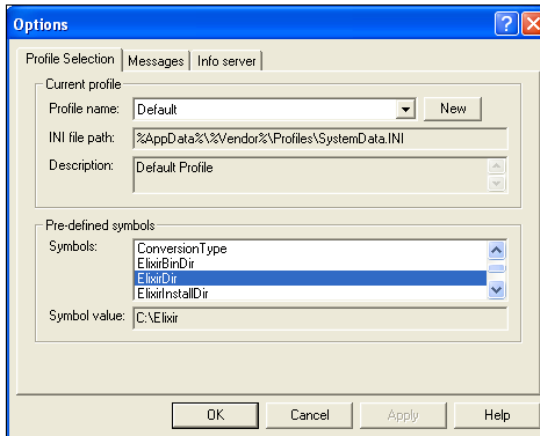 Options
Profile Selection Messages Info server
Current profile
Profile name: Default New
INI file path: %AppData%\%Vendor%\Profiles\SystemData.INI
Description: Default Profile
Pre-defined symbols
Symbols: ConversionType
ElixirBinDir
ElixirDir
ElixirInstallDir
Symbol value: C:\Elixir
OK Cancel Apply Help